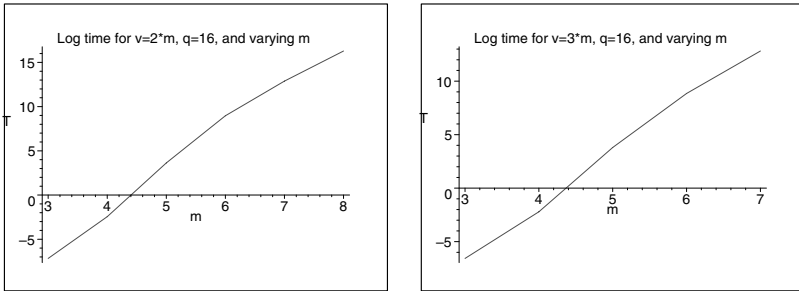 Log time for v=2*m, q=16, and varying m
15
10
T
5
0
3 4 5 6 7 8
m
−5
Log time for v=3*m, q=16, and varying m
10
T
5
0
3 4 5 6 7
m
−5